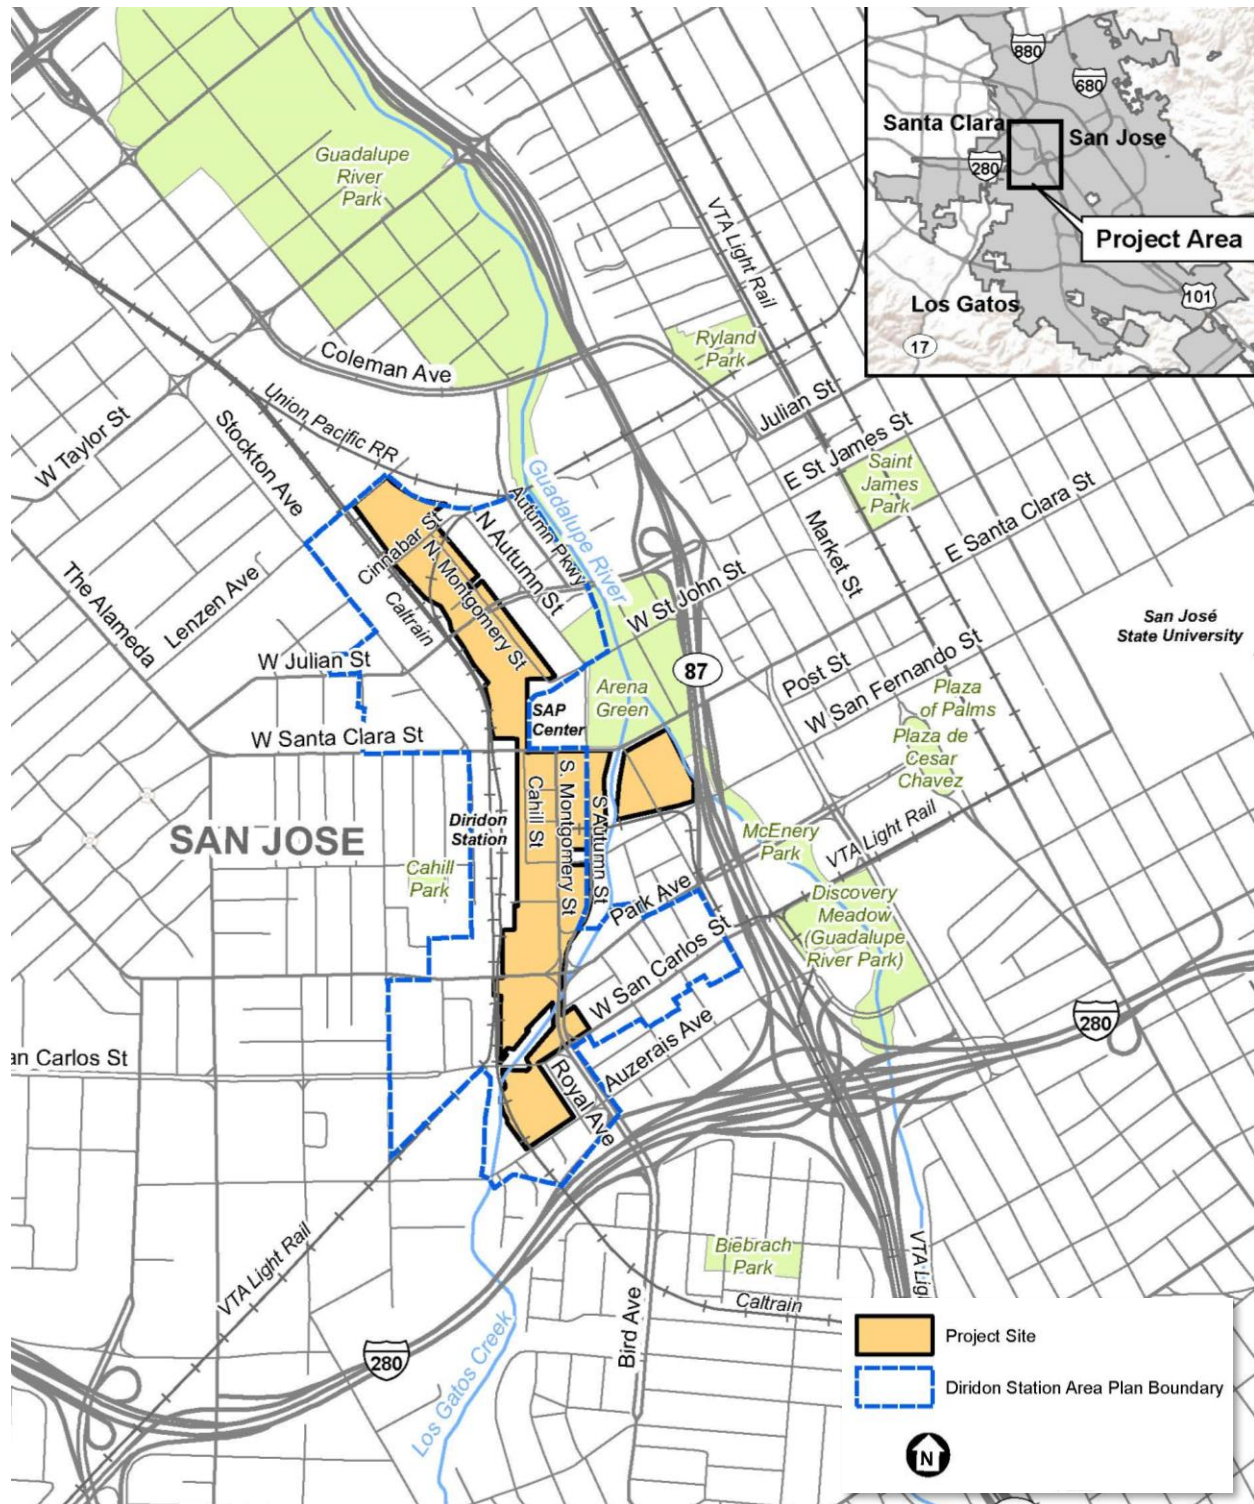 880
680
Santa Clara
San Jose
280
Project Area
101
Los Gatos
17
Guadalupe
River
Park
VTA Light Rail
Ryland
Park
Coleman Ave
Julian St
Union Pacific RR
W Taylor St
Stockton Ave
E St James St
Saint
James
Park
E Santa Clara St
Guadalupe River
Autumn Pkwy
N Autumn St
Cinnabar St
N. Montgomery St
Market St
The Alameda
Lenzen Ave
Caltrain
W St John St
San José
State University
W Julian St
87
Post St
W San Fernando St
Arena
Green
Plaza
of Palms
SAP
Center
W Santa Clara St
Plaza de
Cesar
Chavez
Cahill St
S. Montgomery St
S Autumn St
Diridon
Station
SAN JOSE
McEnery
Park
VTA Light Rail
Cahill
Park
Park Ave
Discovery
Meadow
(Guadalupe
River Park)
W San Carlos St
280
Auzerais Ave
an Carlos St
Royal Ave
VTA Light Rail
Biebrach
Park
VTA Lig
Caltrain
Bird Ave
280
Los Gatos Creek
Project Site
Diridon Station Area Plan Boundary
N